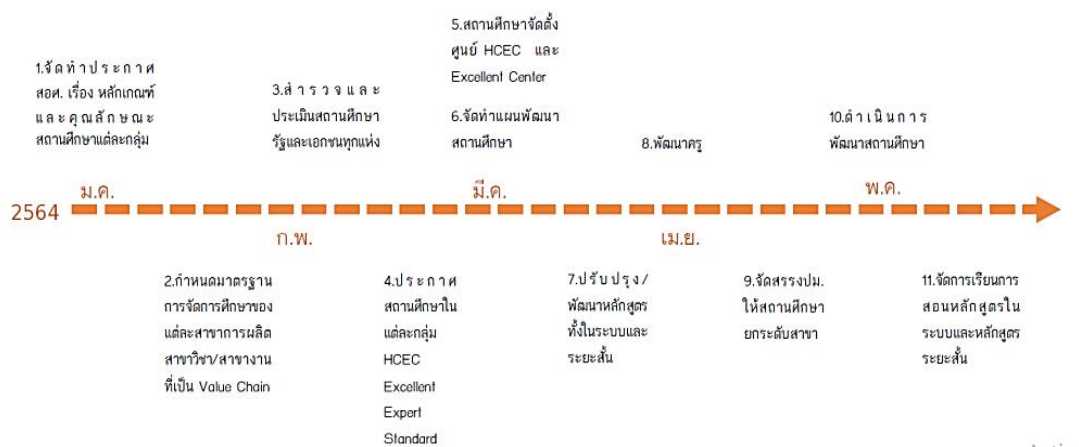 1.จัดทำประกาศ
สอศ. เรื่อง หลักเกณฑ์
และคุณลักษณะ
สถานศึกษาแต่ละกลุ่ม
3.สำรวจและ
ประเมินสถานศึกษา
รัฐและเอกชนทุกแห่ง
5.สถานศึกษาจัดตั้ง
ศูนย์ HCEC และ
Excellent Center
6.จัดทำแผนพัฒนา
สถานศึกษา
8.พัฒนาครู
10.ดำเนินการ
พัฒนาสถานศึกษา
ม.ค.
มี.ค.
พ.ค.
2564
ก.พ.
เม.ย.
2.กำหนดมาตรฐาน
การจัดการศึกษาของ
แต่ละสาขาการผลิต
สาขาวิชา/สาขางาน
ที่เป็น Value Chain
4.ประกาศ
สถานศึกษาใน
แต่ละกลุ่ม
HCEC
Excellent
Expert
Standard
7.ปรับปรุง/
พัฒนาหลักสูตร
ทั้งในระบบและ
ระยะสั้น
9.จัดสรรงปม.
ให้สถานศึกษา
ยกระดับสาขา
11.จัดการเรียนการ
สอนหลักสูตรใน
ระบบและหลักสูตร
ระยะสั้น